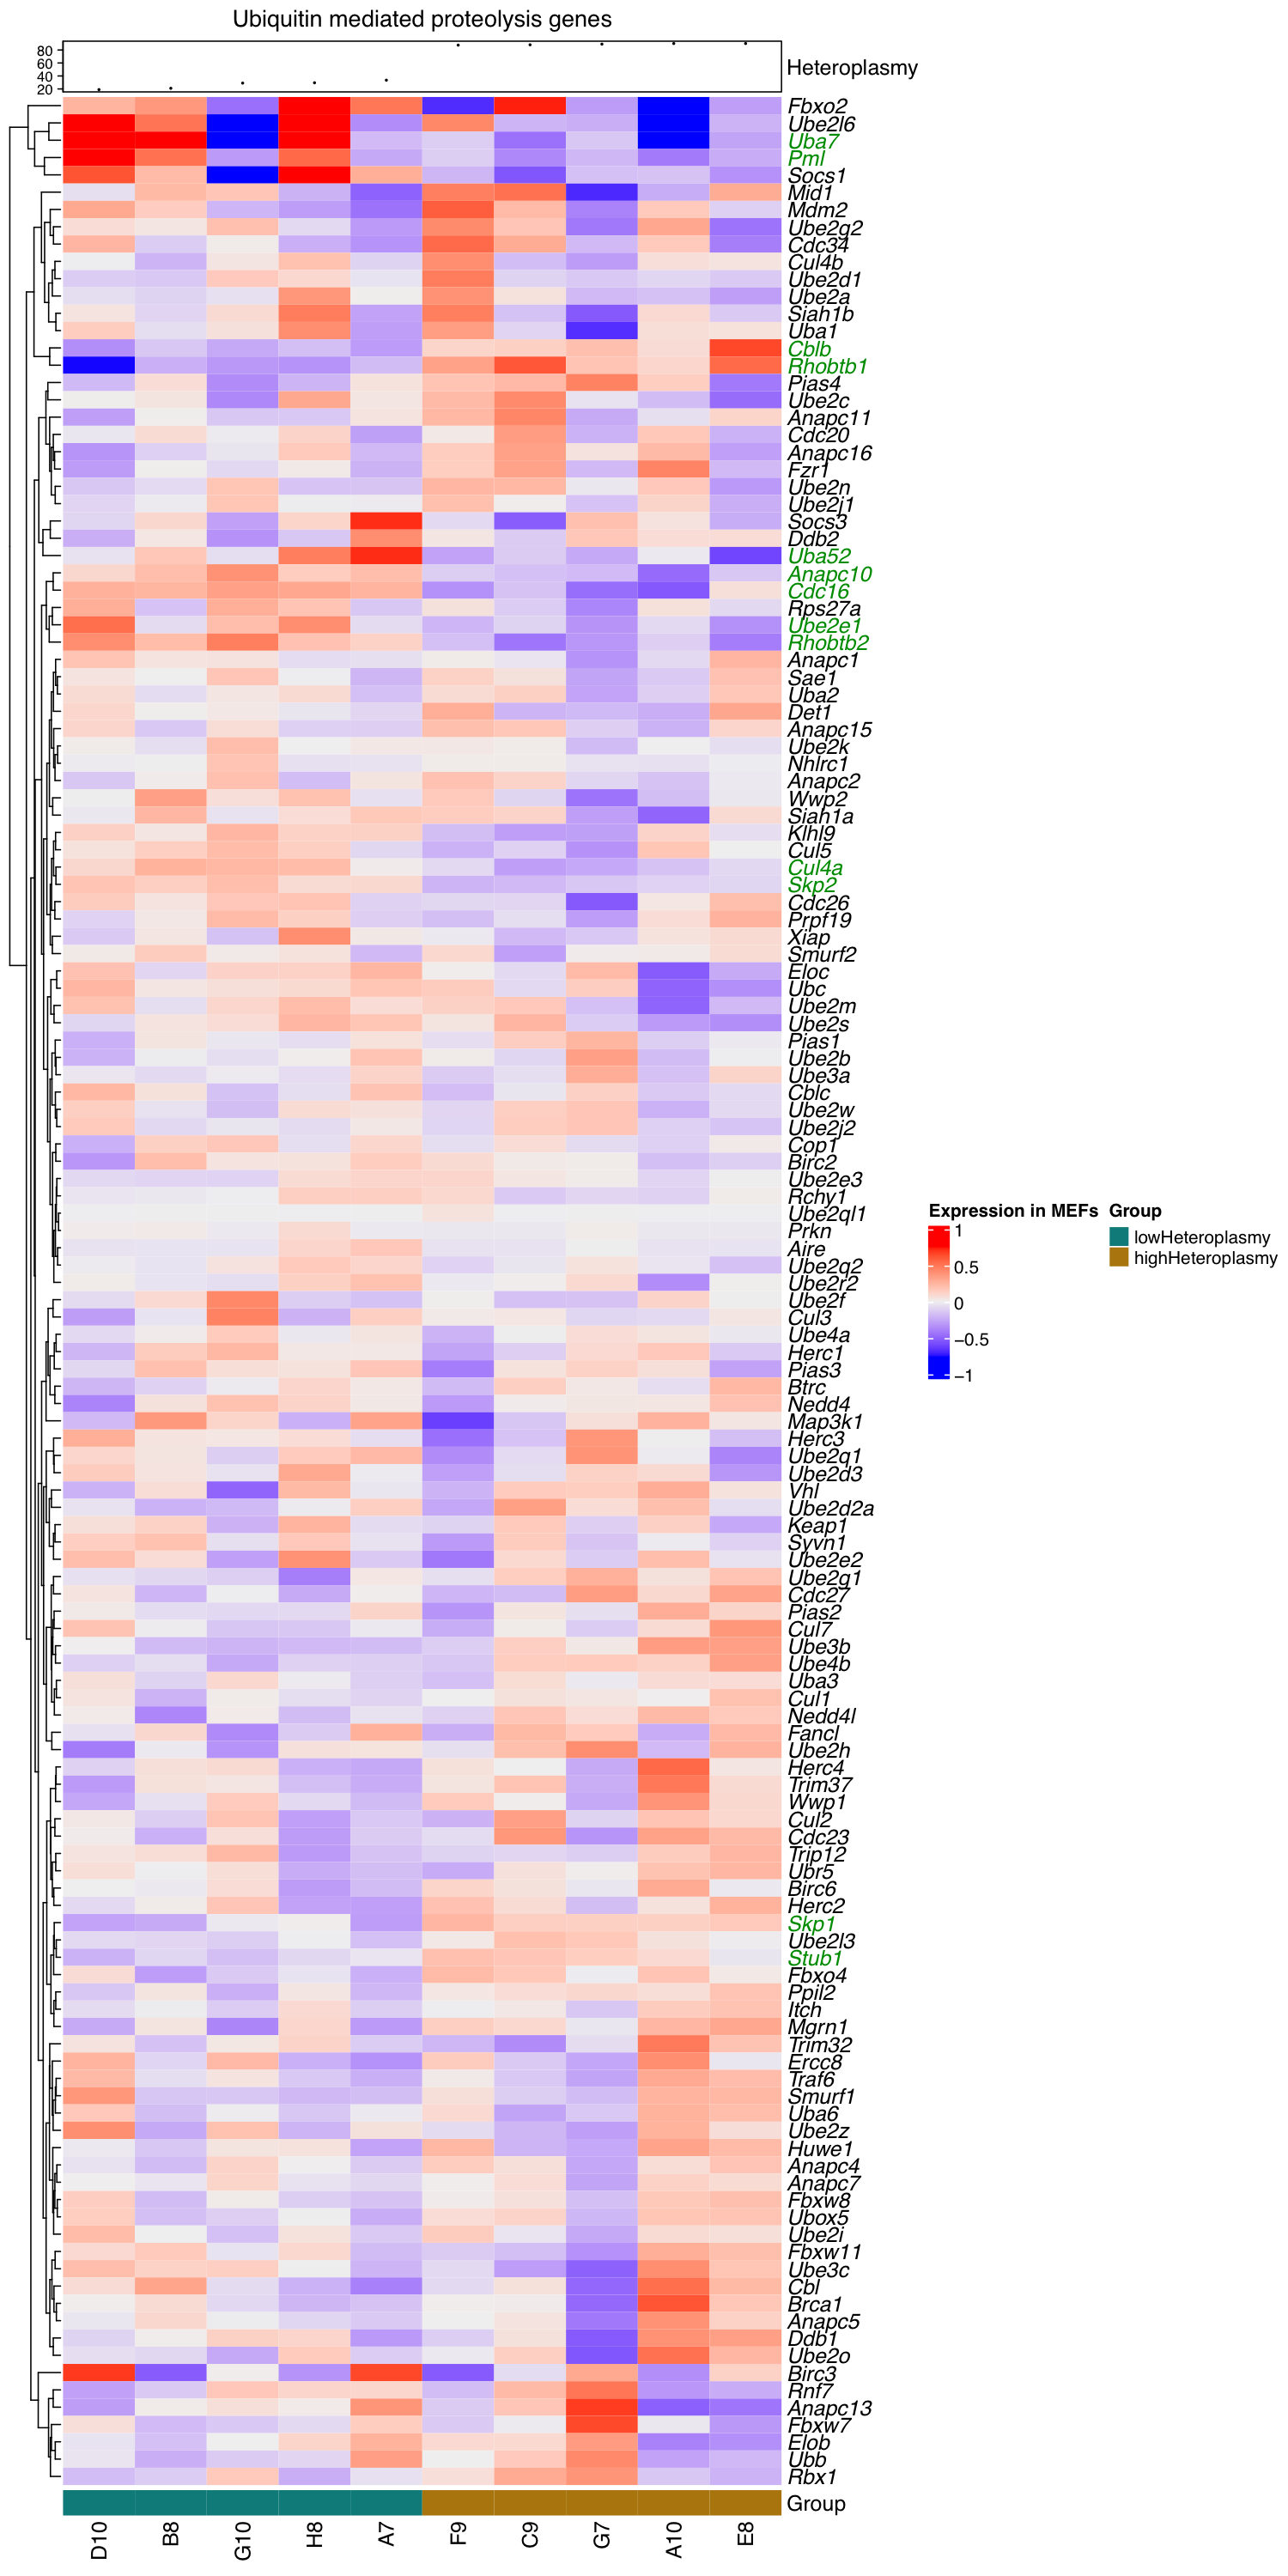 Ubiquitin mediated proteolysis genes
80
60
40
20
Heteroplasmy
Fbxo2
Ube2l6
Uba7
Pml
Socs1
Mid1
Mdm2
Ube2g2
Cdc34
Cul4b
Ube2d1
Ube2a
Siah1b
Uba1
Cblb
Rhobtb1
Pias4
Ube2c
Anapc11
Cdc20
Anapc16
Fzr1
Ube2n
Ube2j1
Socs3
Ddb2
Uba52
Anapc10
Cdc16
Rps27a
Ube2e1
Rhobtb2
Anapc1
Sae1
Uba2
Det1
Anapc15
Ube2k
Nhlrc1
Anapc2
Wwp2
Siah1a
Klhl9
Cul5
Cul4a
Skp2
Cdc26
Prpf19
Xiap
Smurf2
Eloc
Ubc
Ube2m
Ube2s
Pias1
Ube2b
Ube3a
Cblc
Ube2w
Ube2j2
Cop1
Birc2
Ube2e3
Rchy1
Ube2ql1
Prkn
Aire
Ube2q2
Ube2r2
Ube2f
Cul3
Ube4a
Herc1
Pias3
Btrc
Nedd4
Map3k1
Herc3
Ube2q1
Ube2d3
Vhl
Ube2d2a
Keap1
Syvn1
Ube2e2
Ube2g1
Cdc27
Pias2
Cul7
Ube3b
Ube4b
Uba3
Cul1
Nedd4l
Fancl
Ube2h
Herc4
Trim37
Wwp1
Cul2
Cdc23
Trip12
Ubr5
Birc6
Herc2
Skp1
Ube2l3
Stub1
Fbxo4
Ppil2
Itch
Mgrn1
Trim32
Ercc8
Traf6
Smurf1
Uba6
Ube2z
Huwe1
Anapc4
Anapc7
Fbxw8
Ubox5
Ube2i
Fbxw11
Ube3c
Cbl
Brca1
Anapc5
Ddb1
Ube2o
Birc3
Rnf7
Anapc13
Fbxw7
Elob
Ubb
Rbx1
Group
D10 B8 G10 H8 A7 F9 C9 G7 A10 E8
Expression in MEFs
1
0.5
0
−0.5
−1
Group
lowHeteroplasmy
highHeteroplasmy